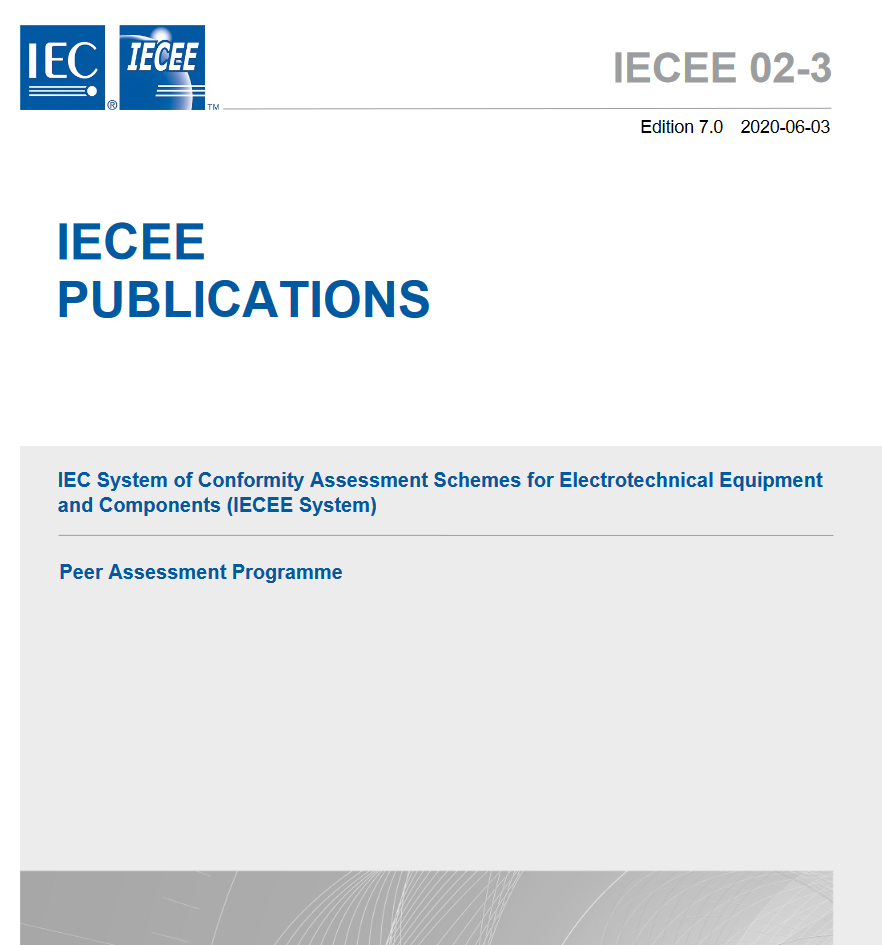 IEC
IECEE
®
TM
IECEE 02-3
Edition 7.0 2020-06-03
IECEE
PUBLICATIONS
IEC System of Conformity Assessment Schemes for Electrotechnical Equipment
and Components (IECEE System)
Peer Assessment Programme